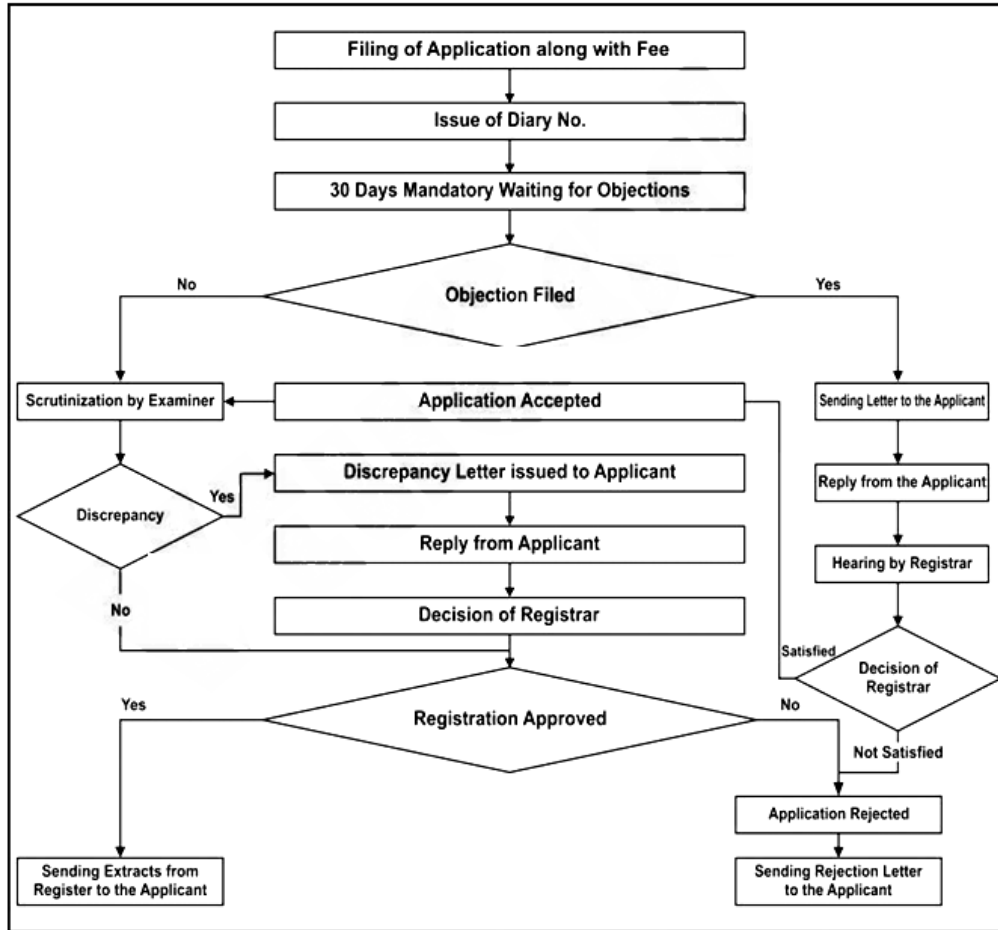 Filing of Application along with Fee
Issue of Diary No.
30 Days Mandatory Waiting for Objections
No
Objection Filed
Yes
Scrutinization by Examiner
Application Accepted
Sending Letter to the Applicant
Discrepancy Letter issued to Applicant
Yes
Reply from the Applicant
Discrepancy
Reply from Applicant
Hearing by Registrar
No
Decision of Registrar
Satisfied
Decision of
Registrar
Yes
Registration Approved
No
Not Satisfied
Application Rejected
Sending Extracts from
Register to the Applicant
Sending Rejection Letter
to the Applicant